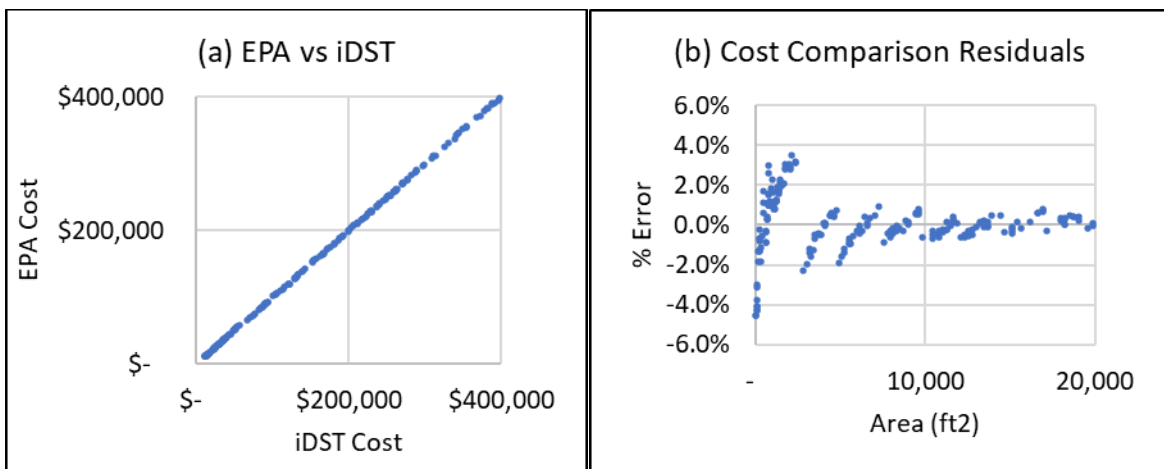 (a) EPA vs iDST
$400,000
$200,000
$-
EPA Cost
$- $200,000 $400,000
iDST Cost
(b) Cost Comparison Residuals
6.0%
4.0%
2.0%
0.0%
-2.0%
-4.0%
-6.0%
% Error
- 10,000 20,000
Area (ft2)